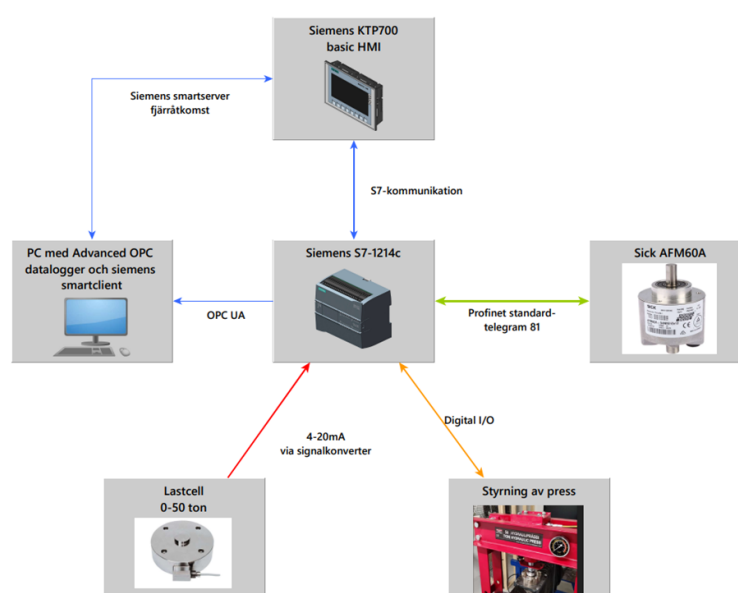 Siemens KTP700
basic HMI
Siemens smartserver
fjärråtkomst
S7-kommunikation
PC med Advanced OPC
datalogger och siemens
smartclient
Siemens S7-1214c
Sick AFM60A
OPC UA
Profinet standard-
telegram 81
4-20mA
via signalkonverter
Digital I/O
Lastcell
0-50 ton
Styrning av press